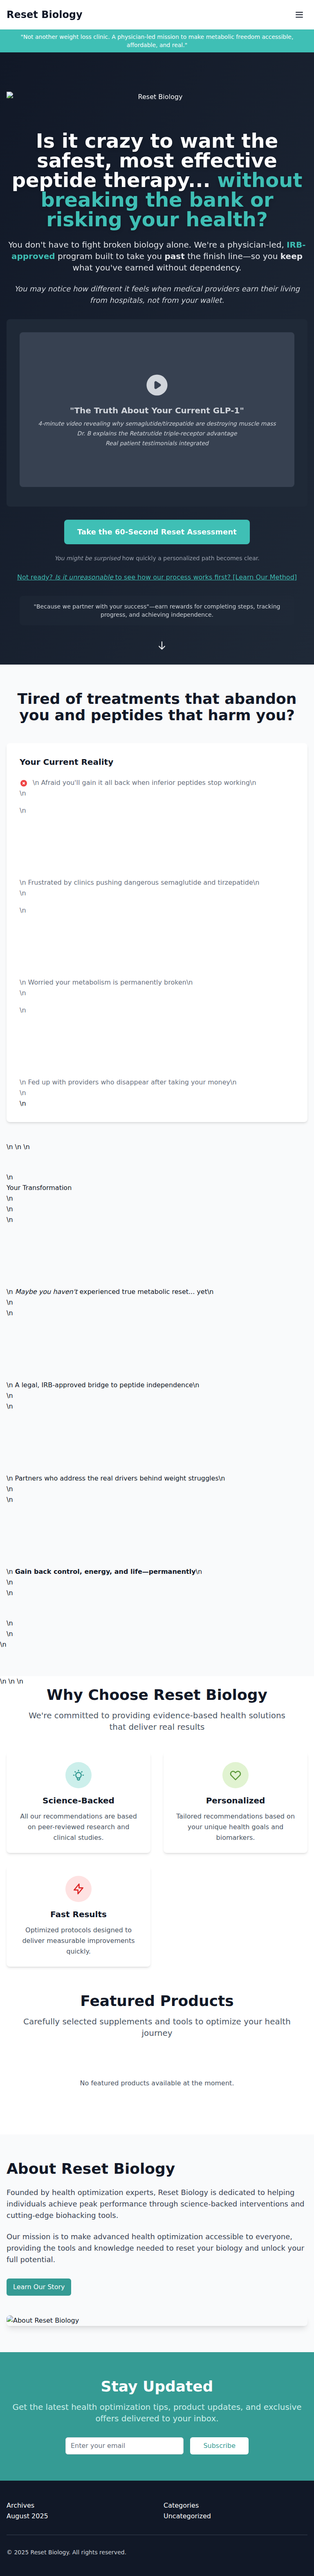 Reset Biology
"Not another weight loss clinic. A physician-led mission to make metabolic freedom accessible,
affordable, and real."
Reset Biology
Is it crazy to want the
safest, most effective
peptide therapy... without
breaking the bank or
risking your health?
You don't have to fight broken biology alone. We're a physician-led, IRB-
approved program built to take you past the finish line—so you keep
what you've earned without dependency.
You may notice how different it feels when medical providers earn their living
from hospitals, not from your wallet.
"The Truth About Your Current GLP-1"
4-minute video revealing why semaglutide/tirzepatide are destroying muscle mass
Dr. B explains the Retatrutide triple-receptor advantage
Real patient testimonials integrated
Take the 60-Second Reset Assessment
You might be surprised how quickly a personalized path becomes clear.
Not ready? Is it unreasonable to see how our process works first? [Learn Our Method]
"Because we partner with your success"—earn rewards for completing steps, tracking
progress, and achieving independence.
Tired of treatments that abandon
you and peptides that harm you?
Your Current Reality
\n Afraid you'll gain it all back when inferior peptides stop working\n
\n
\n
\n Frustrated by clinics pushing dangerous semaglutide and tirzepatide\n
\n
\n
\n Worried your metabolism is permanently broken\n
\n
\n
\n Fed up with providers who disappear after taking your money\n
\n
\n
\n \n \n
\n
Your Transformation
\n
\n
\n
\n Maybe you haven't experienced true metabolic reset... yet\n
\n
\n
\n A legal, IRB-approved bridge to peptide independence\n
\n
\n
\n Partners who address the real drivers behind weight struggles\n
\n
\n
\n Gain back control, energy, and life—permanently\n
\n
\n
\n
\n
\n
\n \n \n
Why Choose Reset Biology
We're committed to providing evidence-based health solutions
that deliver real results
Science-Backed
All our recommendations are based
on peer-reviewed research and
clinical studies.
Personalized
Tailored recommendations based on
your unique health goals and
biomarkers.
Fast Results
Optimized protocols designed to
deliver measurable improvements
quickly.
Featured Products
Carefully selected supplements and tools to optimize your health
journey
No featured products available at the moment.
About Reset Biology
Founded by health optimization experts, Reset Biology is dedicated to helping
individuals achieve peak performance through science-backed interventions and
cutting-edge biohacking tools.
Our mission is to make advanced health optimization accessible to everyone,
providing the tools and knowledge needed to reset your biology and unlock your
full potential.
Learn Our Story
About Reset Biology
Stay Updated
Get the latest health optimization tips, product updates, and exclusive
offers delivered to your inbox.
Enter your email
Subscribe
Archives
August 2025
Categories
Uncategorized
© 2025 Reset Biology. All rights reserved.